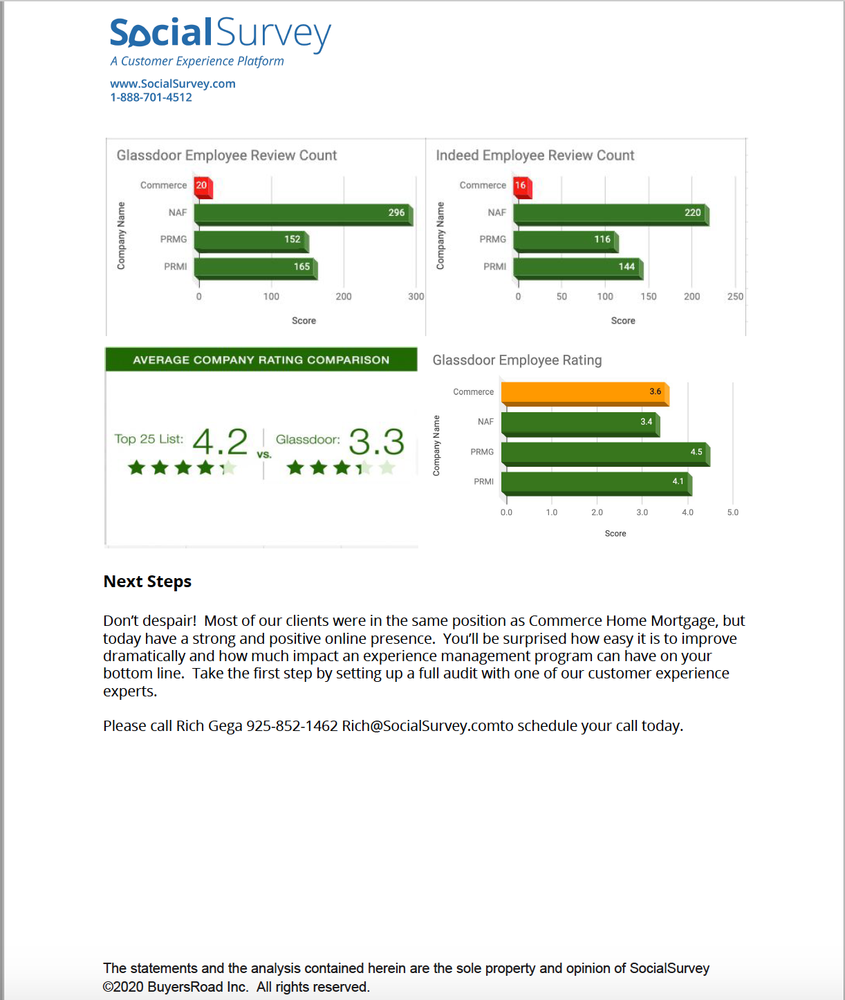 SocialSurvey
A Customer Experience Platform
www.SocialSurvey.com
1-888-701-4512
Glassdoor Employee Review Count
Company Name
Commerce 20
NAF 296
PRMG 152
PRMI 165
0 100 200 300
Score
Indeed Employee Review Count
Company Name
Commerce 16
NAF 220
PRMG 116
PRMI 144
0 50 100 150 200 250
Score
AVERAGE COMPANY RATING COMPARISON
Top 25 List: 4.2 vs. Glassdoor: 3.3
Glassdoor Employee Rating
Company Name
Commerce 3.6
NAF 3.4
PRMG 4.5
PRMI 4.1
0.0 1.0 2.0 3.0 4.0 5.0
Score
Next Steps
Don't despair!  Most of our clients were in the same position as Commerce Home Mortgage, but
today have a strong and positive online presence.  You'll be surprised how easy it is to improve
dramatically and how much impact an experience management program can have on your
bottom line.  Take the first step by setting up a full audit with one of our customer experience
experts.
Please call Rich Gega 925-852-1462 Rich@SocialSurvey.comto schedule your call today.
The statements and the analysis contained herein are the sole property and opinion of SocialSurvey
©2020 BuyersRoad Inc.  All rights reserved.